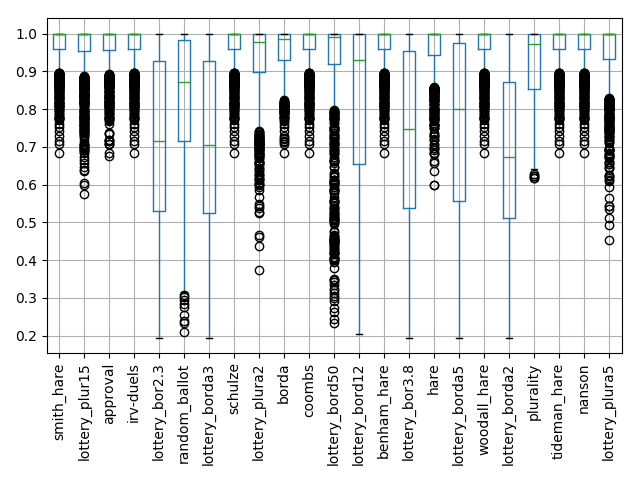 1.0
0.9
0.8
0.7
0.6
0.5
0.4
0.3
0.2
smith_hare
lottery_plur15
approval
irv-duels
lottery_bor2.3
random_ballot
lottery_borda3
schulze
lottery_plura2
borda
coombs
lottery_bord50
lottery_bord12
benham_hare
lottery_bor3.8
hare
lottery_borda5
woodall_hare
lottery_borda2
plurality
tideman_hare
nanson
lottery_plura5